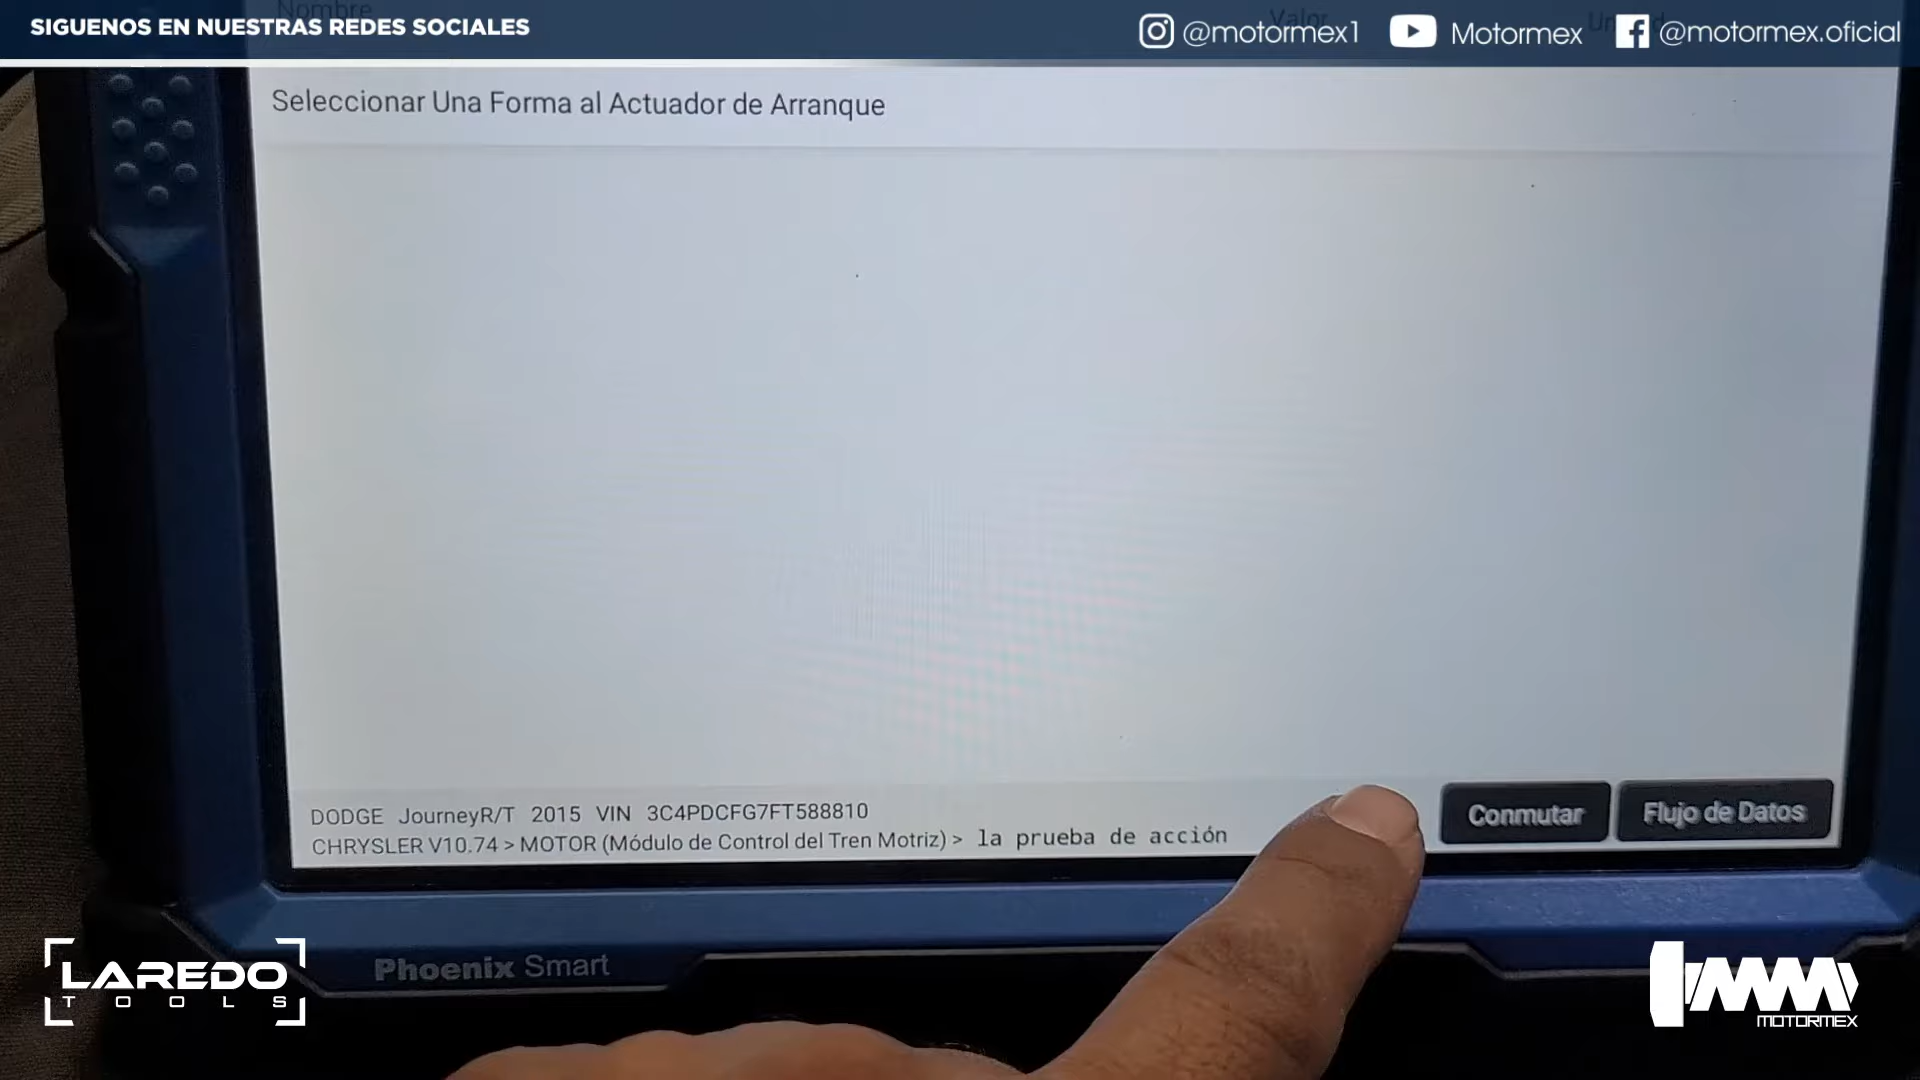 SIGUENOS EN NUESTRAS REDES SOCIALES
@motormex1
Motormex
@motormex.oficial
Nombre
Valor
Seleccionar Una Forma al Actuador de Arranque
DODGE JourneyR/T 2015 VIN 3C4PDCFG7FT588810
CHRYSLER V10.74 > MOTOR (Módulo de Control del Tren Motriz) > la prueba de acción
Conmutar
Flujo de Datos
Phoenix Smart
LAREDO
TOOLS
MOTORMEX